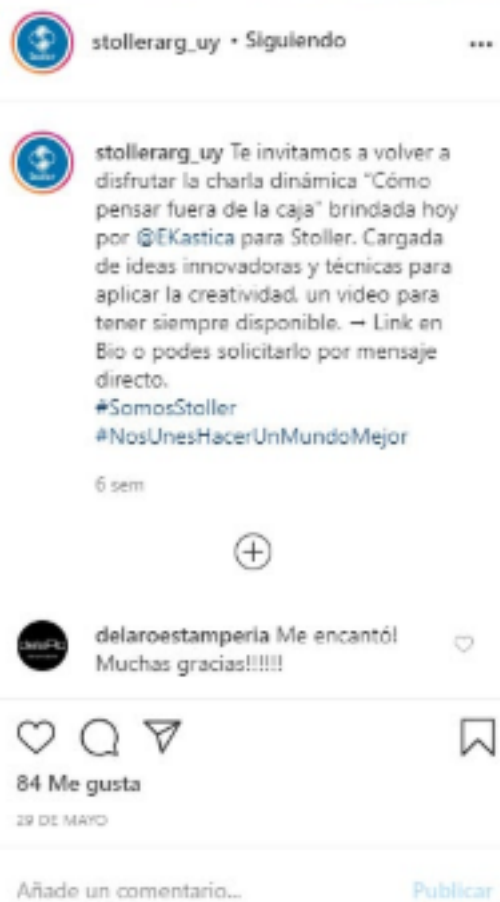 stollerarg_uy • Siguiendo
stollerarg_uy Te invitamos a volver a
disfrutar la charla dinámica "Cómo
pensar fuera de la caja" brindada hoy
por @EKastica para Stoller. Cargada
de ideas innovadoras y técnicas para
aplicar la creatividad, un video para
tener siempre disponible. → Link en
Bio o podes solicitarlo por mensaje
directo.
#SomosStoller
#NosUnesHacerUnMundoMejor
6 sem
delaroestamperia Me encantó!
Muchas gracias!!!!!!
84 Me gusta
29 DE MAYO
Añade un comentario...
Publicar